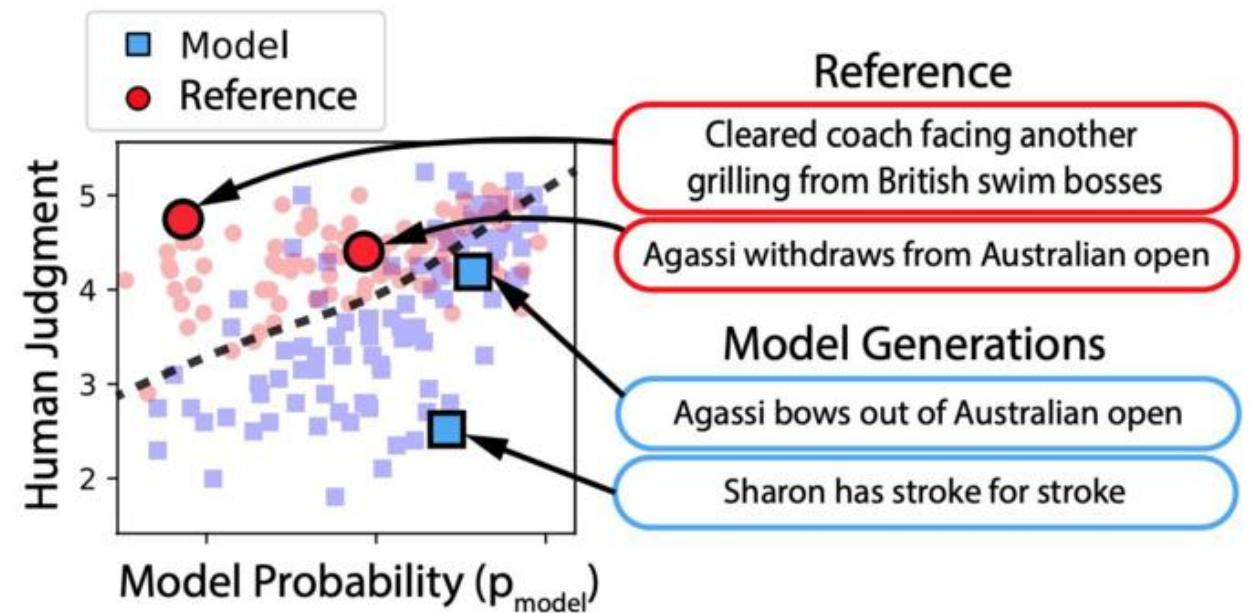 Model
Reference
Human Judgment
5
4
3
2
Model Probability (pmodel)
Reference
Cleared coach facing another
grilling from British swim bosses
Agassi withdraws from Australian open
Model Generations
Agassi bows out of Australian open
Sharon has stroke for stroke